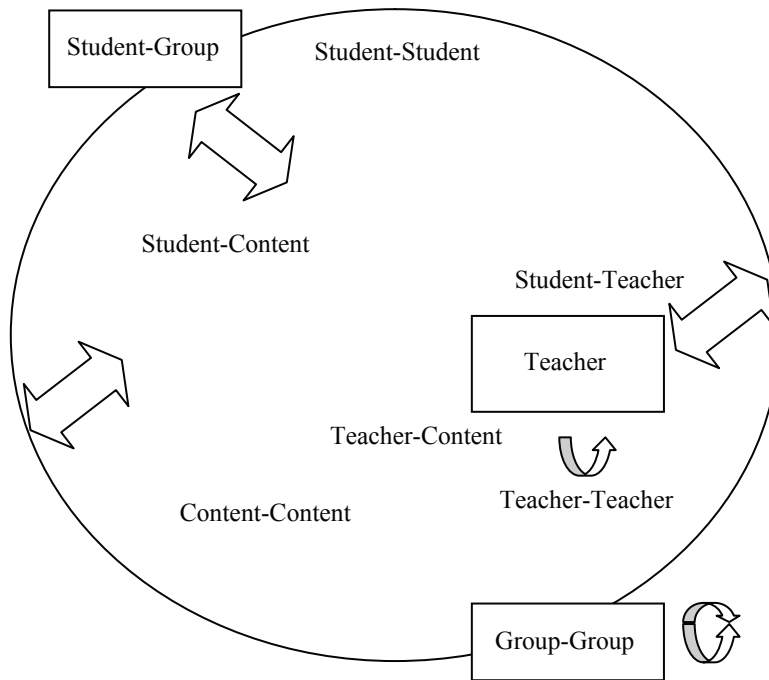 Student-Group
Student-Student
Student-Content
Student-Teacher
Teacher
Teacher-Content
Teacher-Teacher
Content-Content
Group-Group